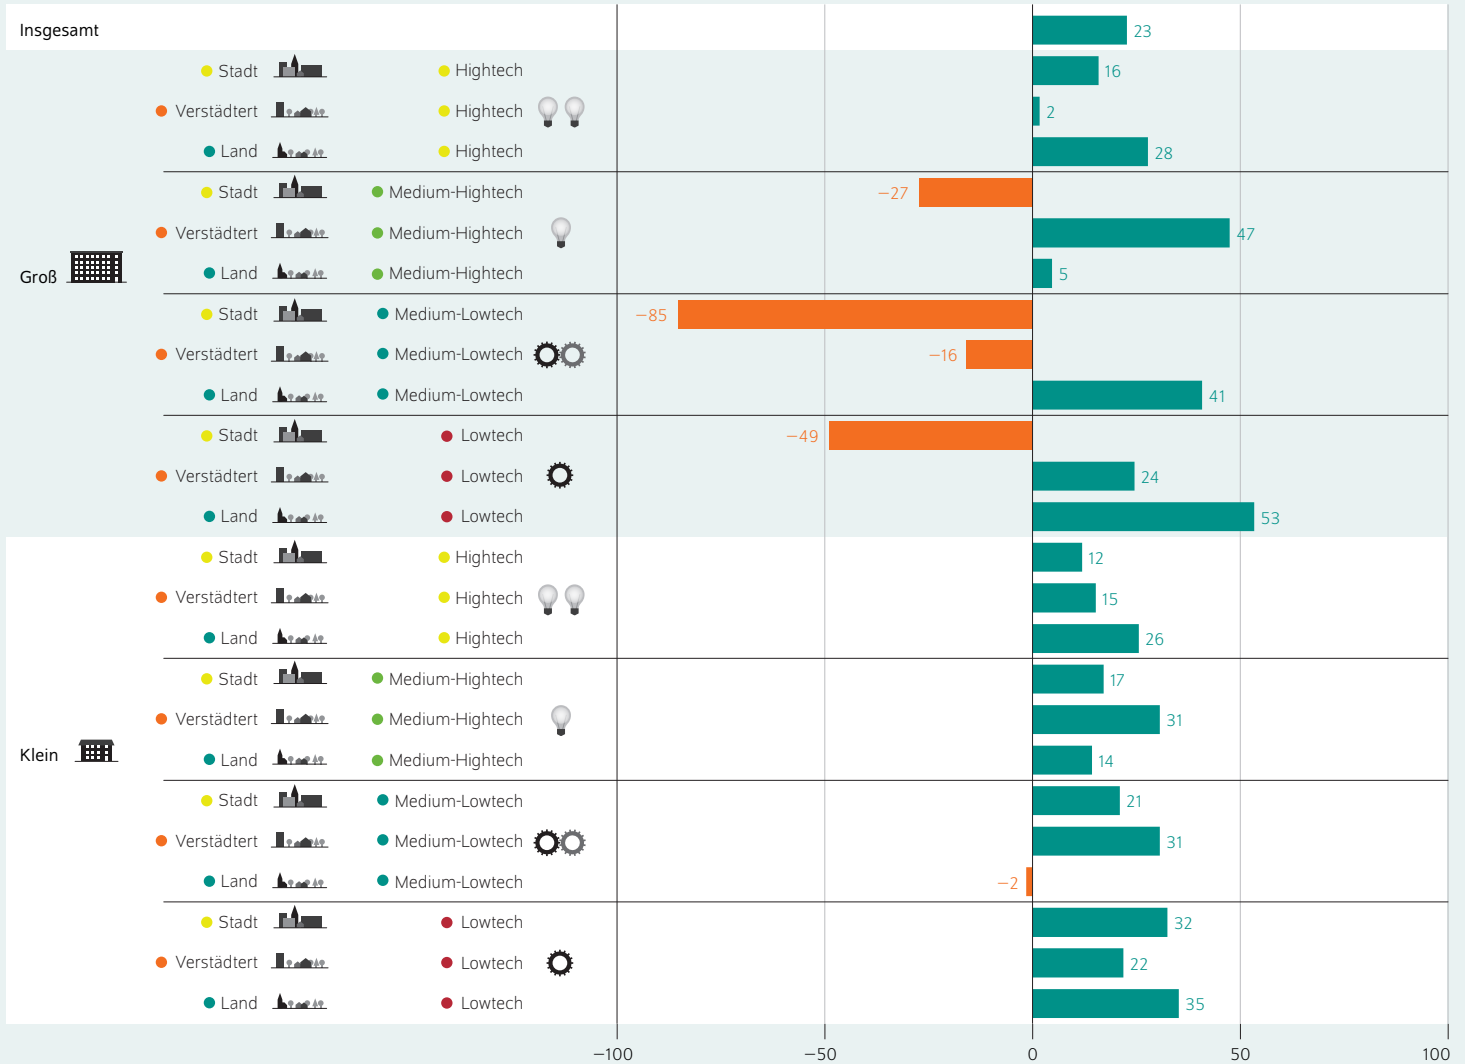 Insgesamt 23
Stadt Hightech 16
Verstädtert Hightech 2
Land Hightech 28
Stadt Medium-Hightech −27
Verstädtert Medium-Hightech 47
Land Medium-Hightech 5
Groß
Stadt Medium-Lowtech −85
Verstädtert Medium-Lowtech −16
Land Medium-Lowtech 41
Stadt Lowtech −49
Verstädtert Lowtech 24
Land Lowtech 53
Stadt Hightech 12
Verstädtert Hightech 15
Land Hightech 26
Stadt Medium-Hightech 17
Verstädtert Medium-Hightech 31
Klein
Land Medium-Hightech 14
Stadt Medium-Lowtech 21
Verstädtert Medium-Lowtech 31
Land Medium-Lowtech −2
Stadt Lowtech 32
Verstädtert Lowtech 22
Land Lowtech 35
−100 −50 0 50 100